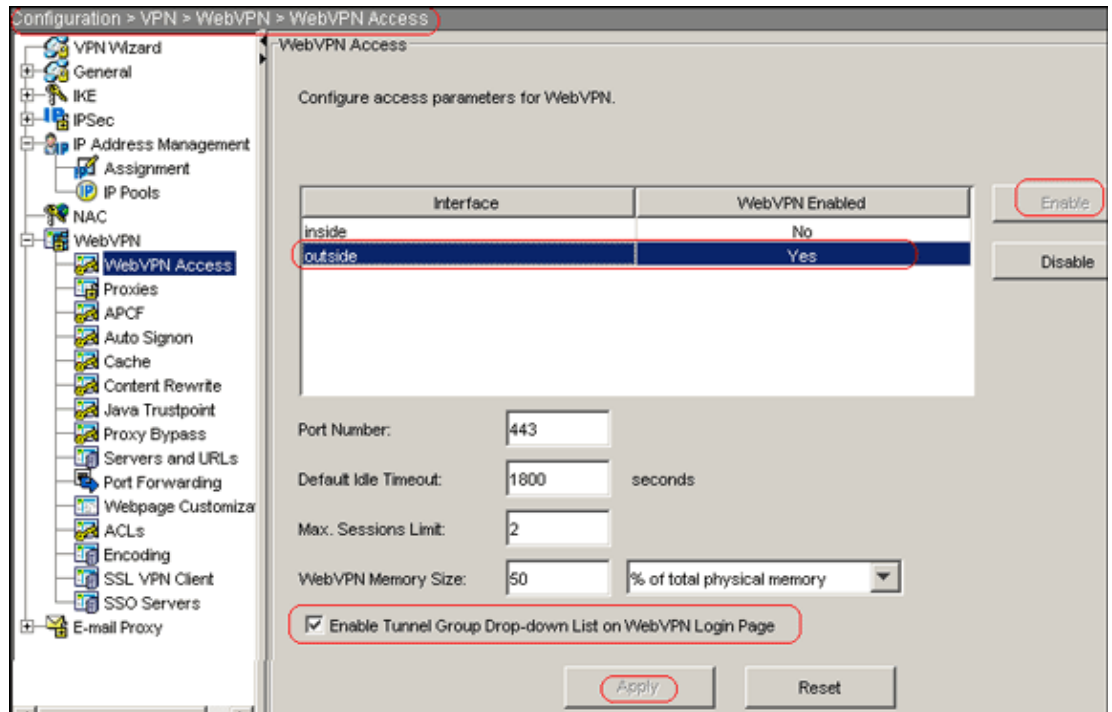 Configuration > VPN > WebVPN > WebVPN Access
VPN Wizard
General
IKE
IPSec
IP Address Management
Assignment
IP Pools
NAC
WebVPN
WebVPN Access
Proxies
APCF
Auto Signon
Cache
Content Rewrite
Java Trustpoint
Proxy Bypass
Servers and URLs
Port Forwarding
Webpage Customiza
ACLs
Encoding
SSL VPN Client
SSO Servers
E-mail Proxy
WebVPN Access
Configure access parameters for WebVPN.
Interface WebVPN Enabled
inside No
outside Yes
Enable
Disable
Port Number: 443
Default Idle Timeout: 1800 seconds
Max. Sessions Limit: 2
WebVPN Memory Size: 50 % of total physical memory
Enable Tunnel Group Drop-down List on WebVPN Login Page
Apply Reset